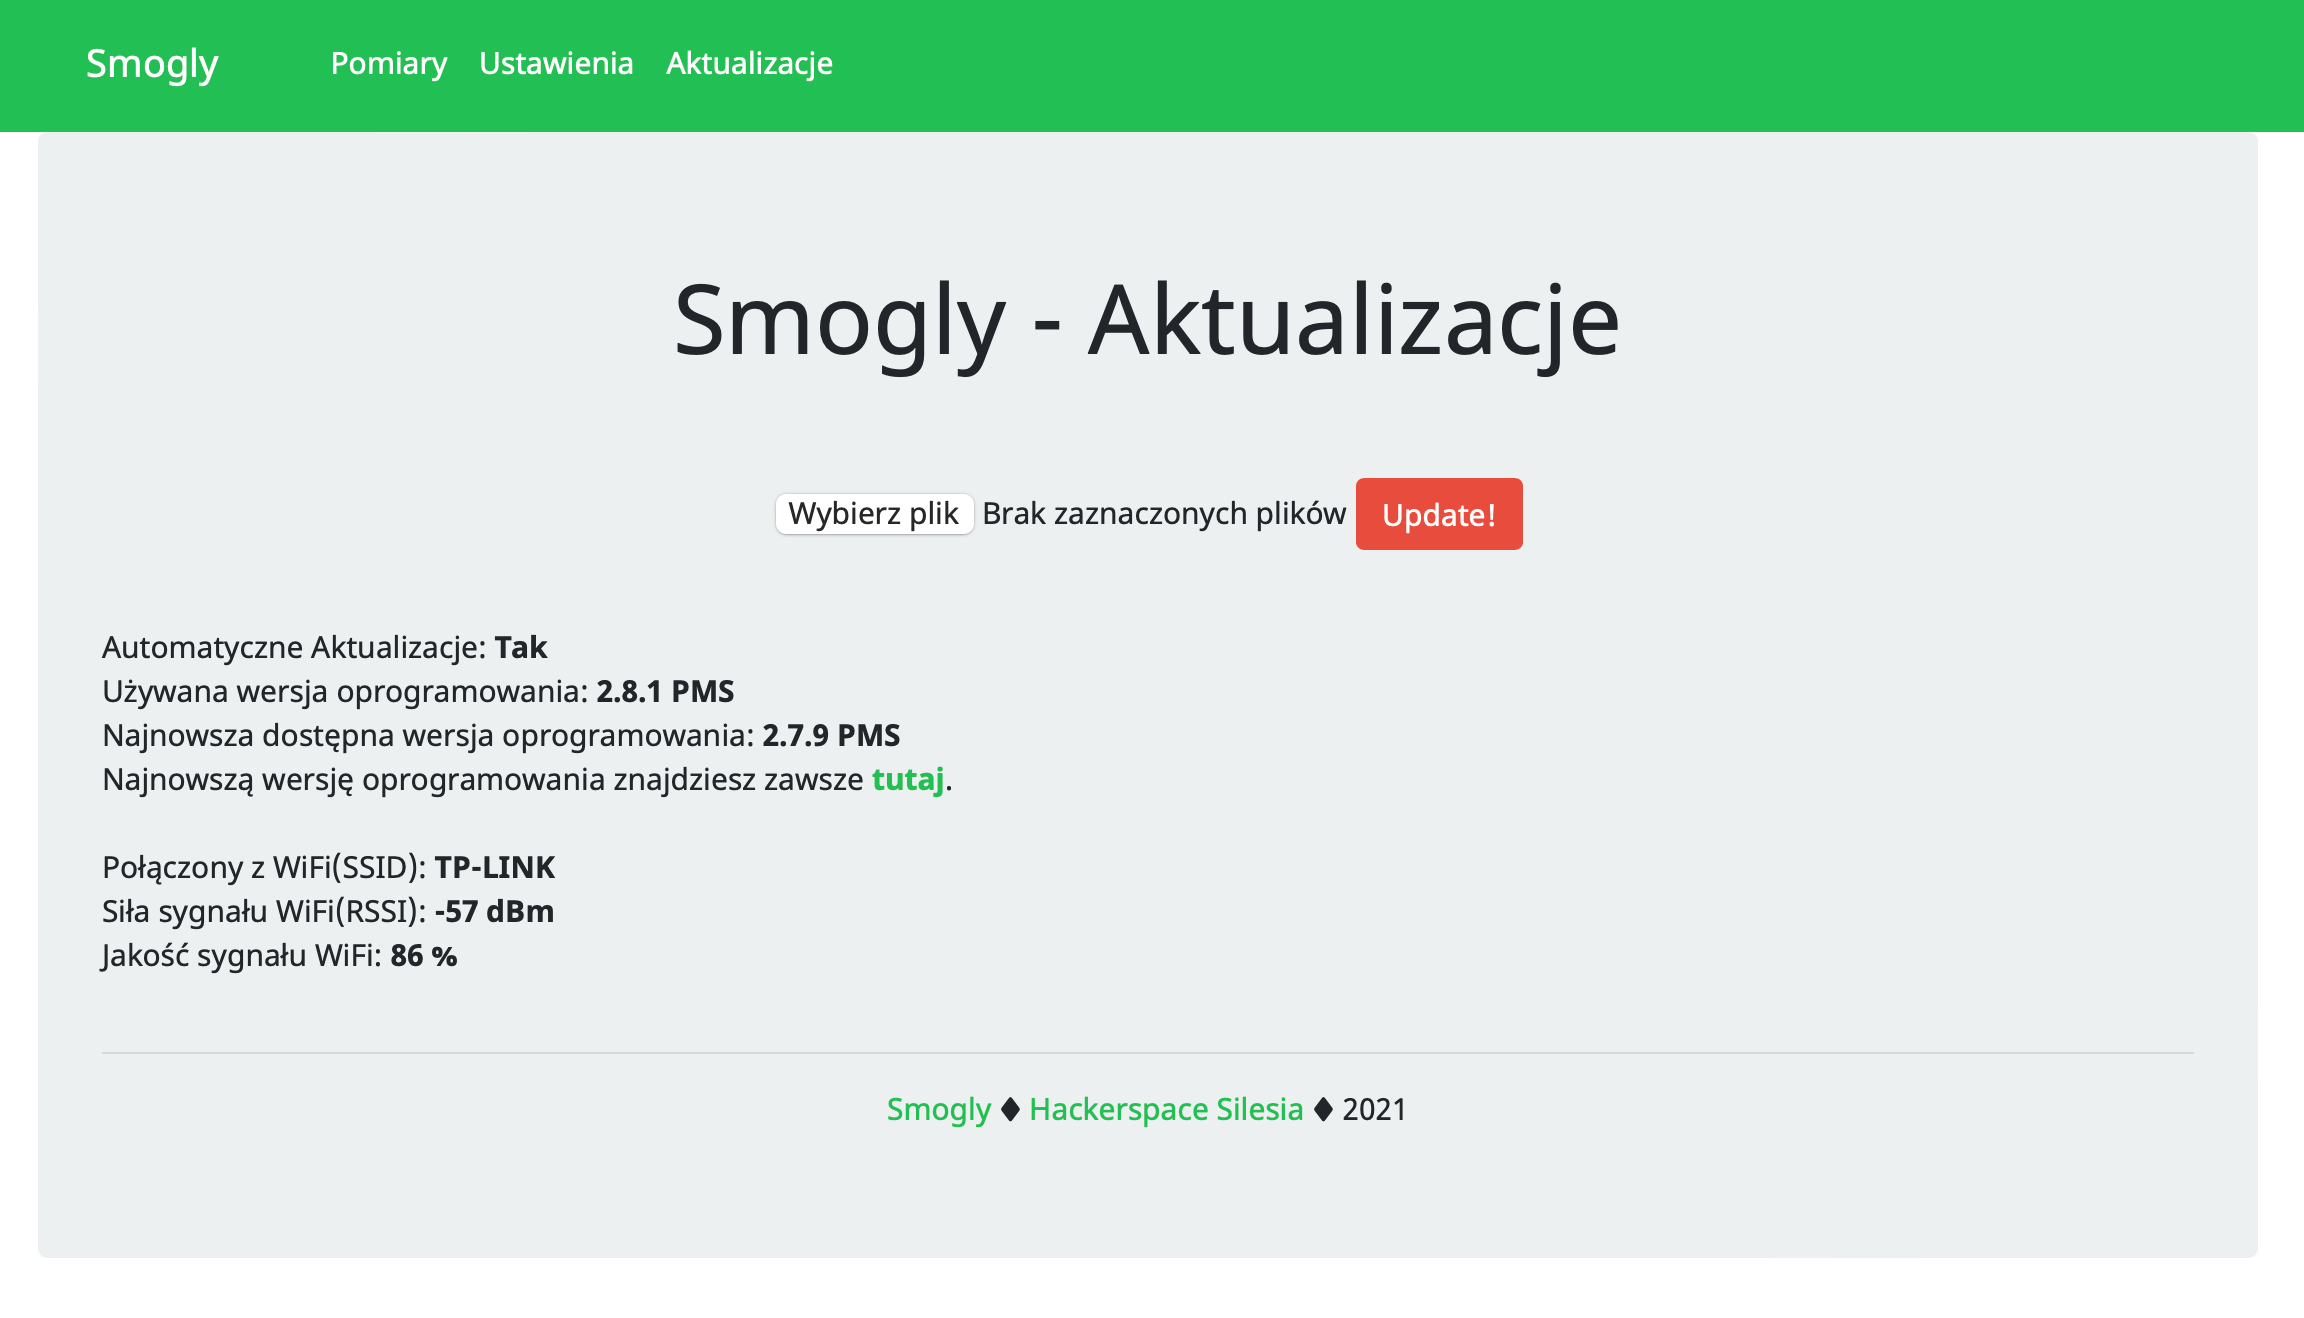 Smogly Pomiary Ustawienia Aktualizacje
Smogly - Aktualizacje
Wybierz plik Brak zaznaczonych plików Update!
Automatyczne Aktualizacje: Tak
Używana wersja oprogramowania: 2.8.1 PMS
Najnowsza dostępna wersja oprogramowania: 2.7.9 PMS
Najnowszą wersję oprogramowania znajdziesz zawsze tutaj.
Połączony z WiFi(SSID): TP-LINK
Siła sygnału WiFi(RSSI): -57 dBm
Jakość sygnału WiFi: 86 %
Smogly ♦ Hackerspace Silesia ♦ 2021